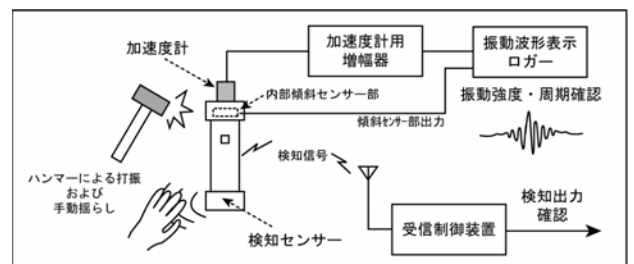 加速度計
加速度計用
増幅器
振動波形表示
ロガー
内部傾斜センサー部
傾斜センサー部出力
振動強度・周期確認
ハンマーによる打振
および
手動揺らし
検知信号
検知センサー
受信制御装置
検知出力
確認